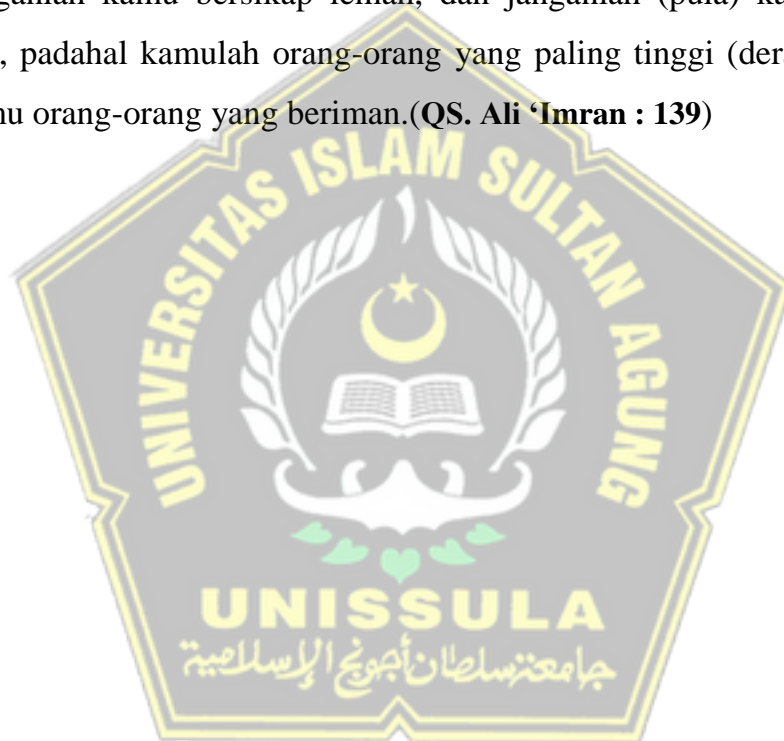 kamu bersikap lemah, dan janganlah (pula)
, padahal kamulah orang-orang yang paling tinggi
orang-orang yang beriman.(QS. Ali ‘Imran : 139)
UNIVERSITAS ISLAM SULTAN AGUNG
UNISSULA
جامعة سلطان أجونج الإسلامية